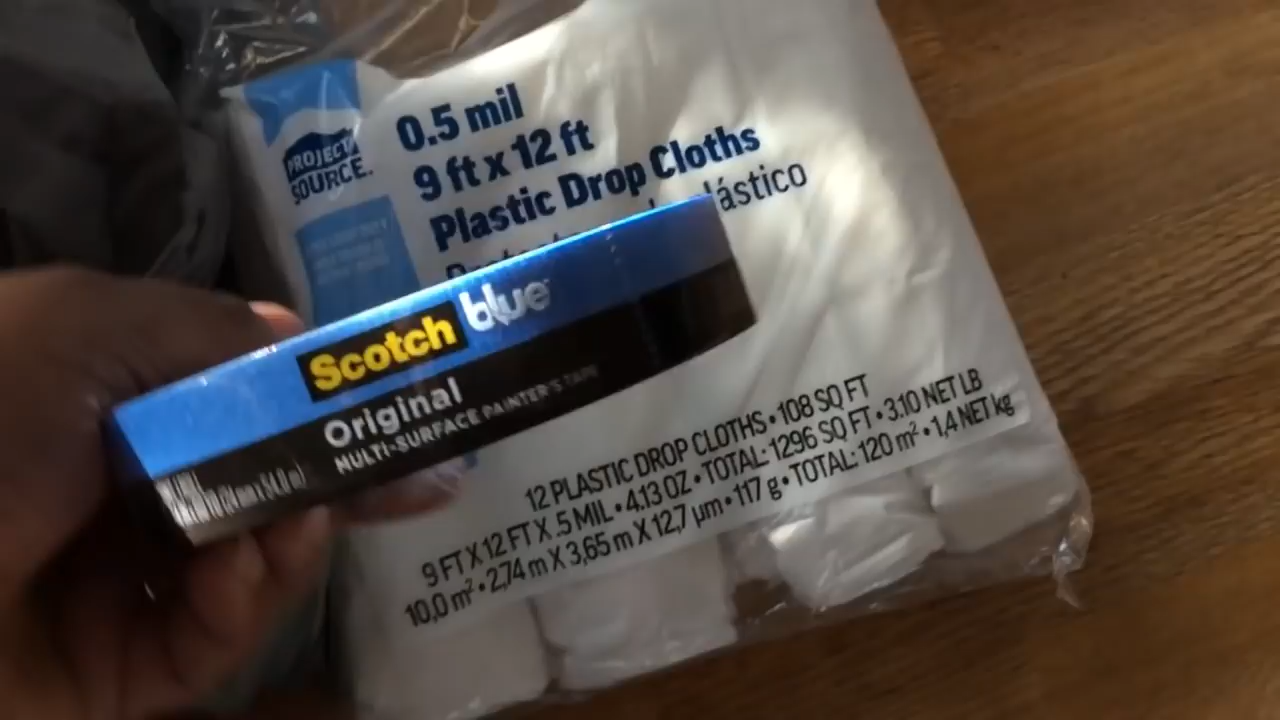 PROJECT
SOURCE.
0.5 mil
9 ft x 12 ft
Plastic Drop Cloths
lástico
Scotch blue
Original
MULTI-SURFACE PAINTER'S TAPE
12 PLASTIC DROP CLOTHS • 108 SQ FT
9 FT X 12 FT X .5 MIL • 4.13 OZ • TOTAL: 1296 SQ FT • 3.10 NET LB
10,0 m² • 2,74 m X 3,65 m X 12,7 µm • 117 g • TOTAL: 120 m² • 1,4 NET kg